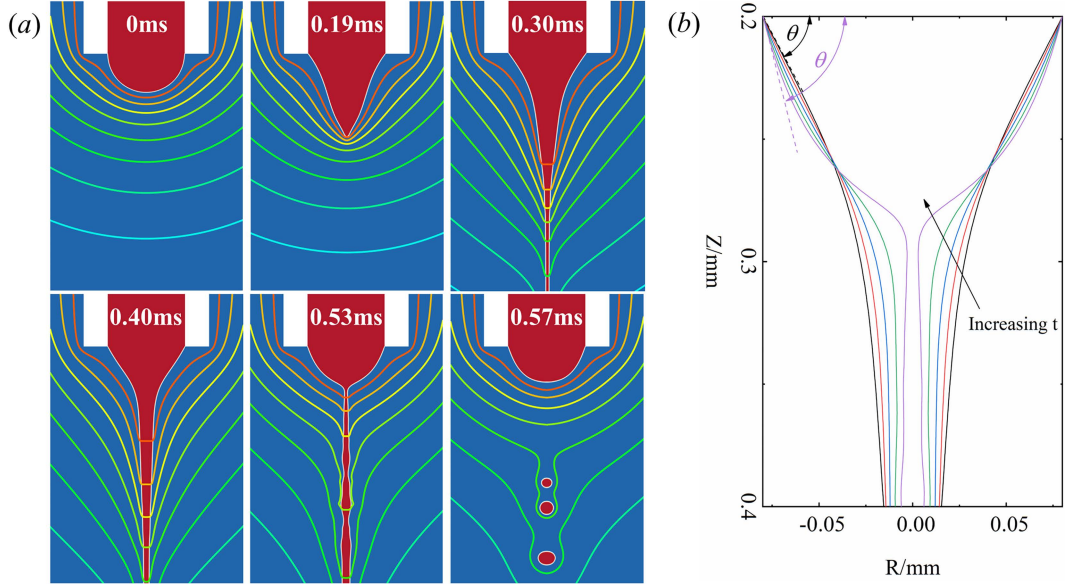 (a)
0ms
0.19ms
0.30ms
0.40ms
0.53ms
0.57ms
(b)
0.2
θ
θ
Z/mm
0.3
Increasing t
0.4
-0.05
0.00
0.05
R/mm